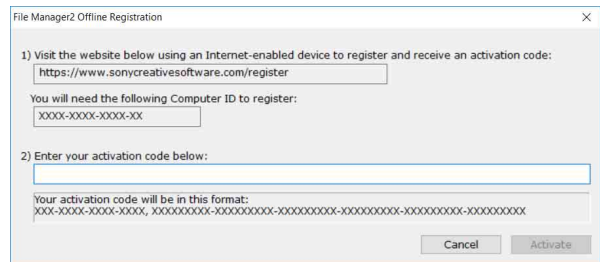 File Manager2 Offline Registration
1) Visit the website below using an Internet-enabled device to register and receive an activation code:
https://www.sonycreativesoftware.com/register
You will need the following Computer ID to register:
XXXX-XXXX-XXXX-XX
2) Enter your activation code below:
Your activation code will be in this format:
XXX-XXXX-XXXX-XXXX, XXXXXXXXX-XXXXXXXXX-XXXXXXXXX-XXXXXXXXX-XXXXXXXXX-XXXXXXXXX
Cancel Activate